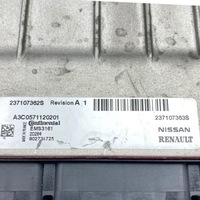 237107362S Revision A 1
A3C0571120201
Continental
EMS3161
237107363S
NISSAN
RENAULT